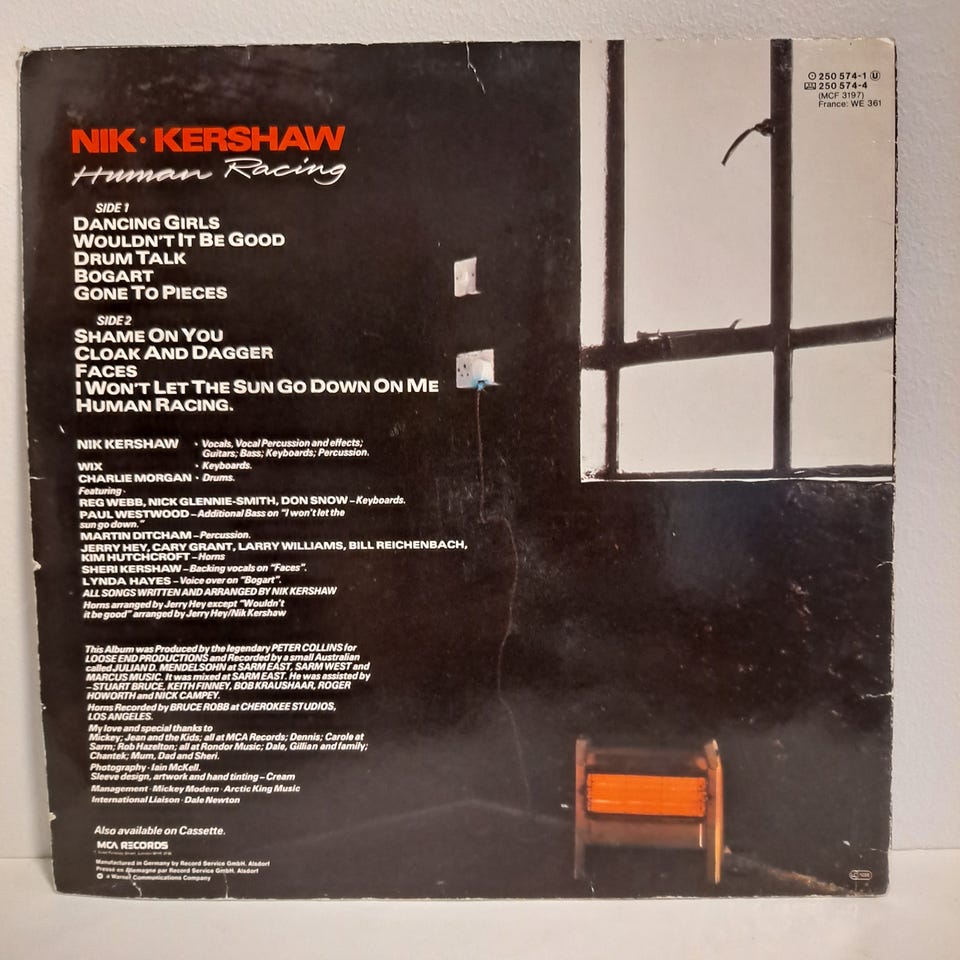 250 574-1 U
250 574-4
(MCF 3197)
France: WE 361
NIK · KERSHAW
Human Racing
SIDE 1
DANCING GIRLS
WOULDN'T IT BE GOOD
DRUM TALK
BOGART
GONE TO PIECES
SIDE 2
SHAME ON YOU
CLOAK AND DAGGER
FACES
I WON'T LET THE SUN GO DOWN ON ME
HUMAN RACING.
NIK KERSHAW · Vocals, Vocal Percussion and effects;
Guitars; Bass; Keyboards; Percussion.
WIX · Keyboards.
CHARLIE MORGAN · Drums.
Featuring·
REG WEBB, NICK GLENNIE-SMITH, DON SNOW – Keyboards.
PAUL WESTWOOD – Additional Bass on "I won't let the
sun go down."
MARTIN DITCHAM – Percussion.
JERRY HEY, CARY GRANT, LARRY WILLIAMS, BILL REICHENBACH,
KIM HUTCHCROFT – Horns
SHERI KERSHAW – Backing vocals on "Faces".
LYNDA HAYES – Voice over on "Bogart".
ALL SONGS WRITTEN AND ARRANGED BY NIK KERSHAW
Horns arranged by Jerry Hey except "Wouldn't
it be good" arranged by Jerry Hey/Nik Kershaw
This Album was Produced by the legendary PETER COLLINS for
LOOSE END PRODUCTIONS and Recorded by a small Australian
called JULIAN D. MENDELSOHN at SARM EAST, SARM WEST and
MARCUS MUSIC. It was mixed at SARM EAST. He was assisted by
– STUART BRUCE, KEITH FINNEY, BOB KRAUSHAAR, ROGER
HOWORTH and NICK CAMPEY.
Horns Recorded by BRUCE ROBB at CHEROKEE STUDIOS,
LOS ANGELES.
My love and special thanks to
Mickey; Jean and the Kids; all at MCA Records; Dennis; Carole at
Sarm; Rob Hazelton; all at Rondor Music; Dale, Gillian and family;
Chantek; Mum, Dad and Sheri.
Photography · Iain McKell.
Sleeve design, artwork and hand tinting – Cream
Management · Mickey Modern · Arctic King Music
International Liaison · Dale Newton
Also available on Cassette.
MCA RECORDS
Manufactured in Germany by Record Service GmbH. Alsdorf
Pressé en Allemagne par Record Service GmbH. Alsdorf
a Warner Communications Company